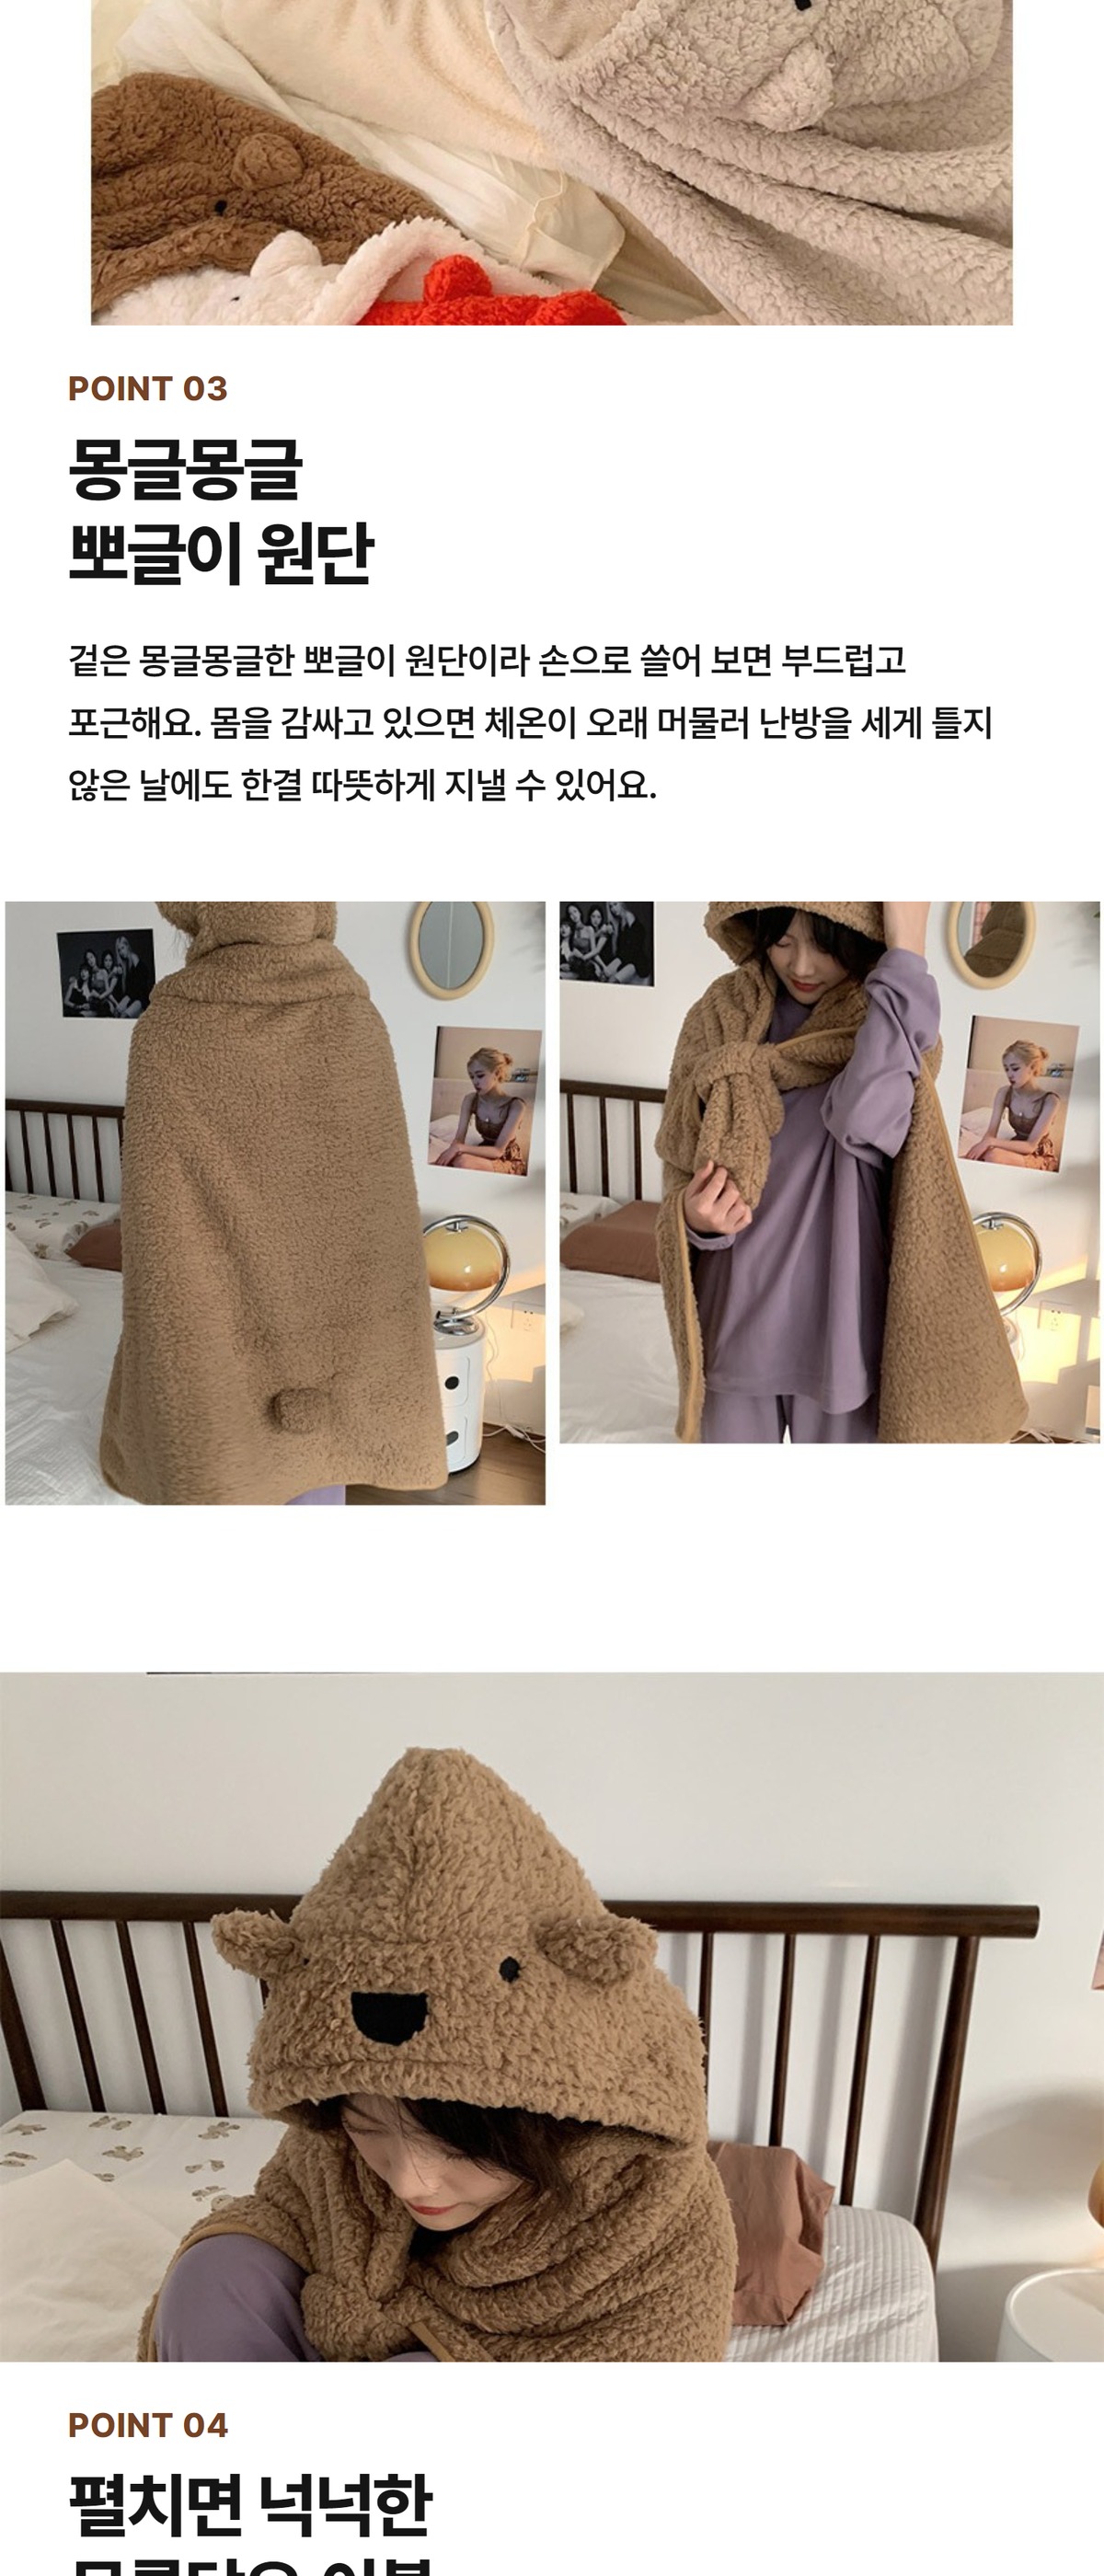 POINT 03
몽글몽글
뽀글이 원단
겉은 몽글몽글한 뽀글이 원단이라 손으로 쓸어 보면 부드럽고
포근해요. 몸을 감싸고 있으면 체온이 오래 머물러 난방을 세게 틀지
않은 날에도 한결 따뜻하게 지낼 수 있어요.
POINT 04
펼치면 넉넉한